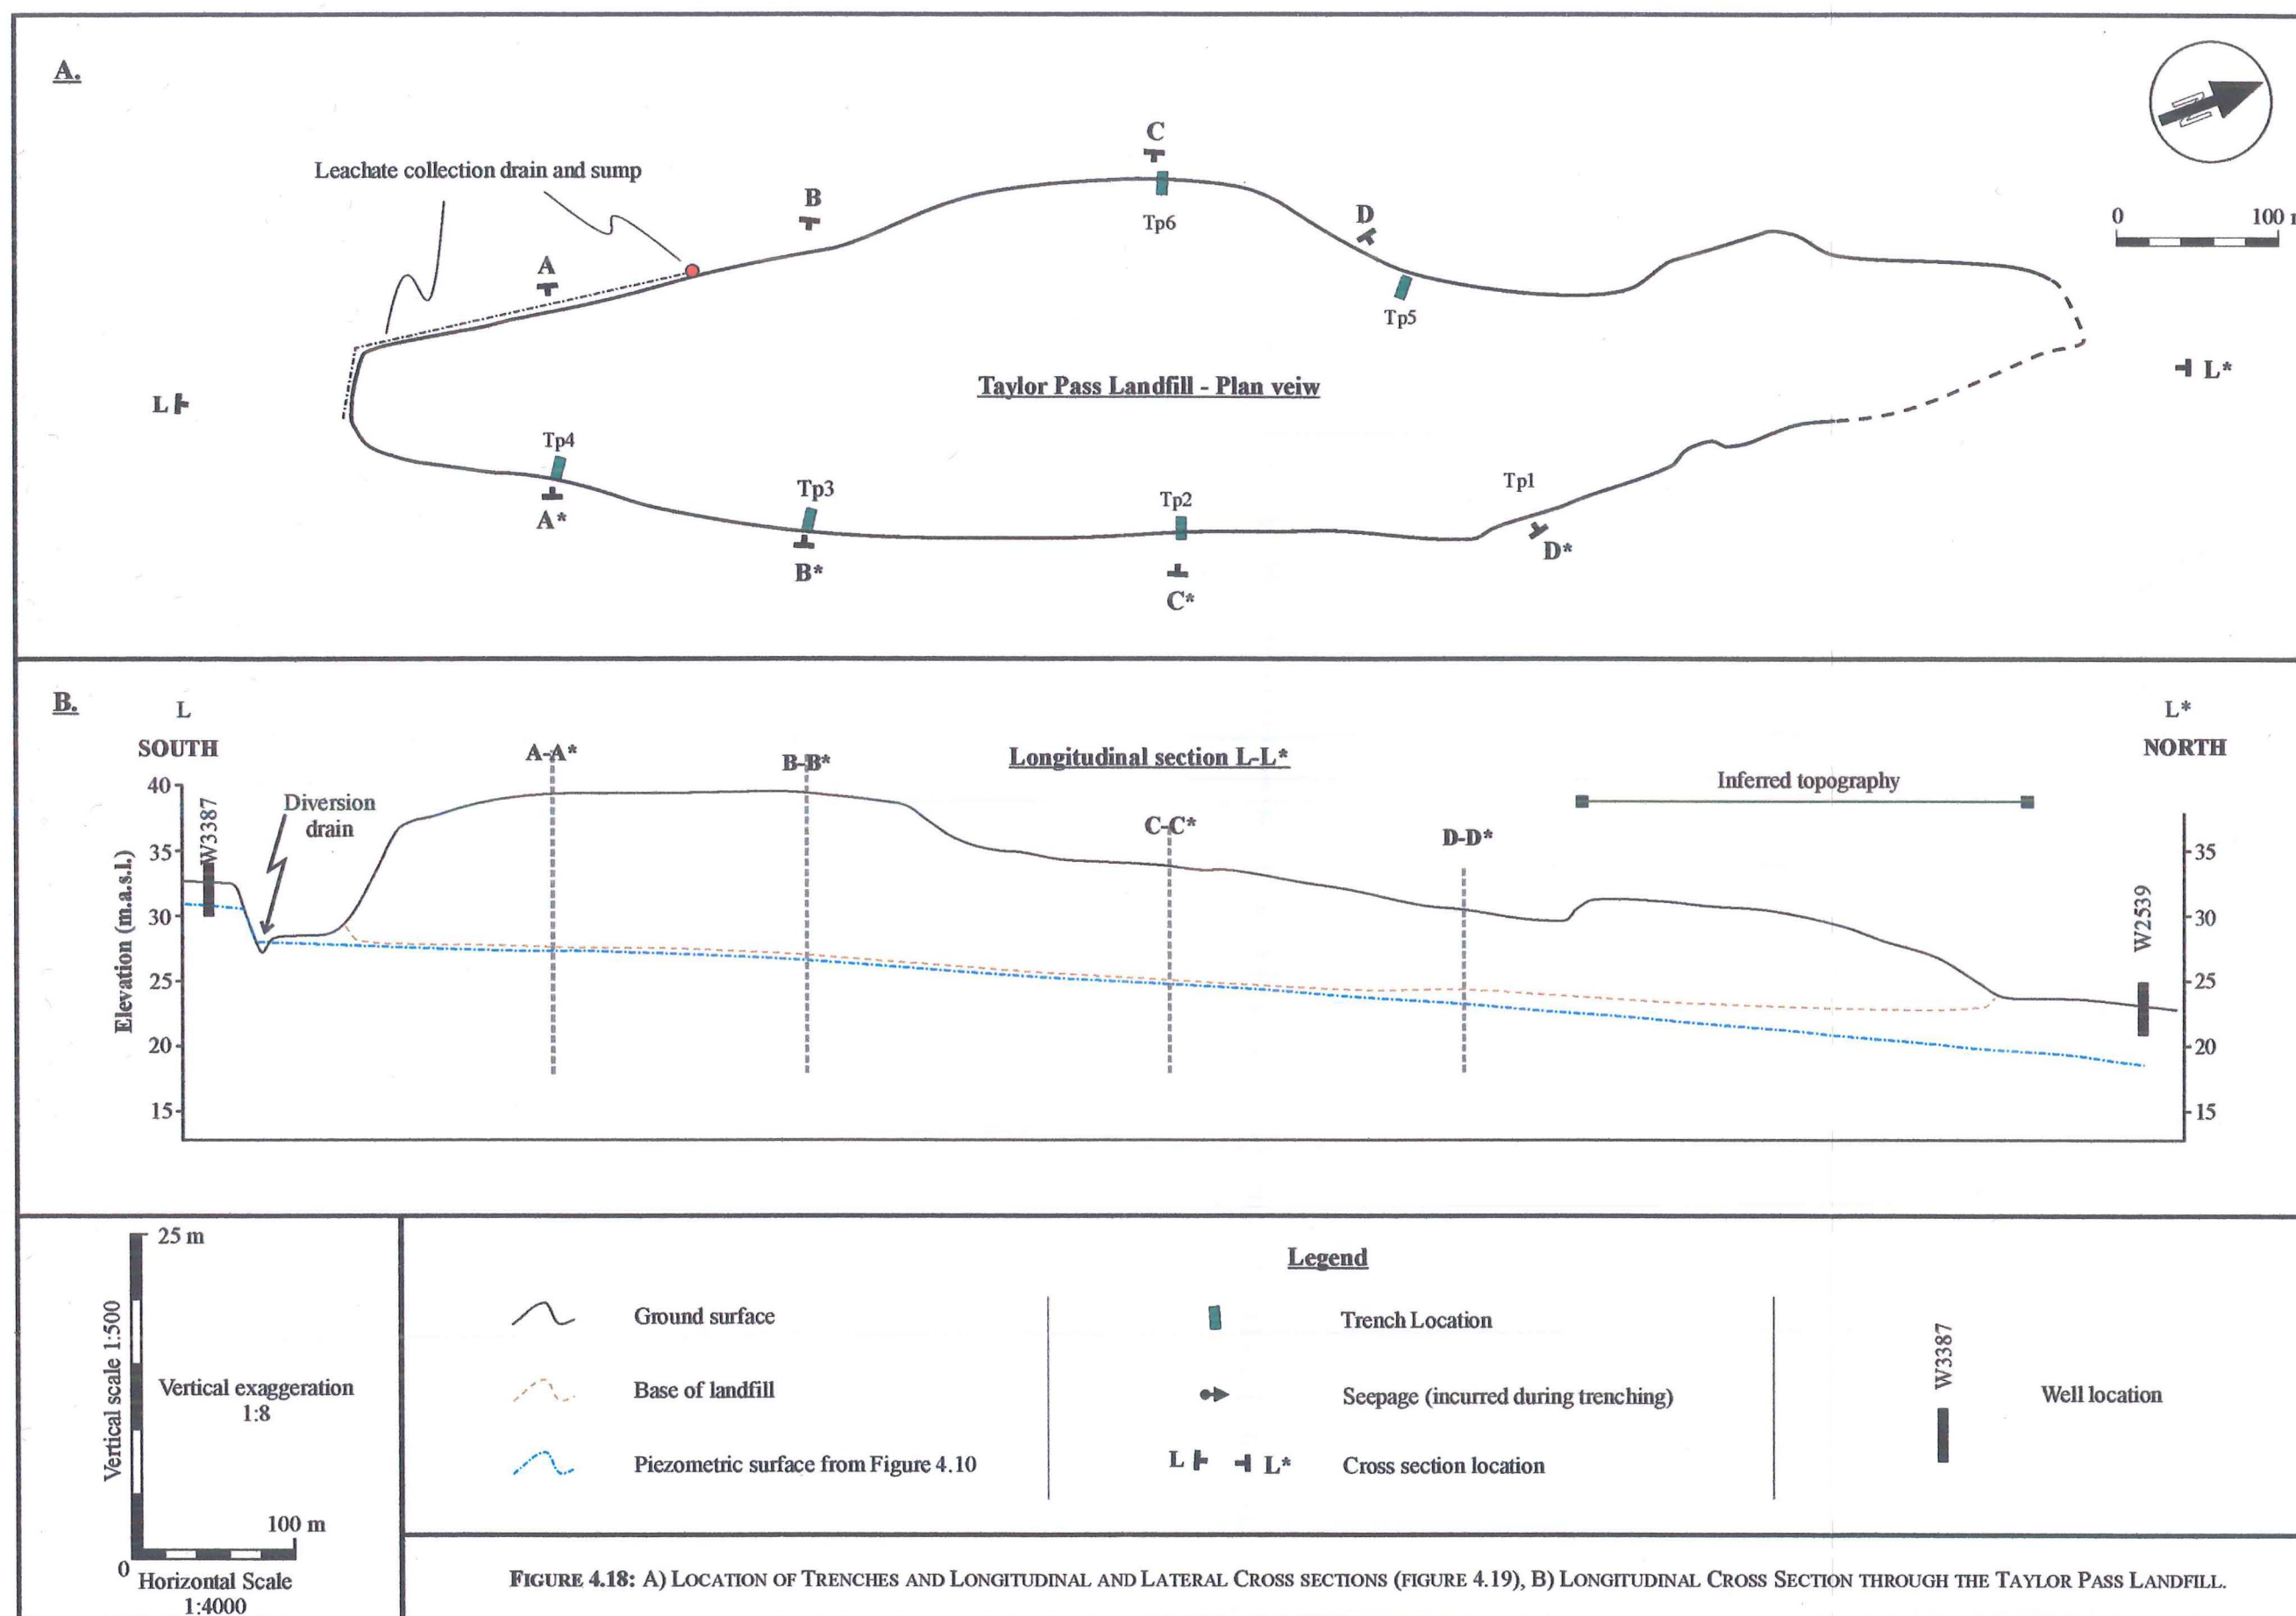 A.
Leachate collection drain and sump
A
B
C
D
Tp6
Tp5
0
Taylor Pass Landfill - Plan veiw
L
L*
Tp4
Tp3
Tp2
Tp1
A*
B*
C*
D*
B.
L
SOUTH
L*
NORTH
A-A*
B-B*
Longitudinal section L-L*
C-C*
D-D*
Inferred topography
Diversion
drain
W3387
W2539
Elevation (m.a.s.l.)
40
35
30
25
20
15
35
30
25
20
15
25 m
Vertical scale 1:500
Vertical exaggeration
1:8
100 m
0
Horizontal Scale
1:4000
Legend
Ground surface
Base of landfill
Piezometric surface from Figure 4.10
Trench Location
Seepage (incurred during trenching)
L L* Cross section location
W3387
Well location
FIGURE 4.18: A) LOCATION OF TRENCHES AND LONGITUDINAL AND LATERAL CROSS SECTIONS (FIGURE 4.19), B) LONGITUDINAL CROSS SECTION THROUGH THE TAYLOR PASS LANDFILL.
100